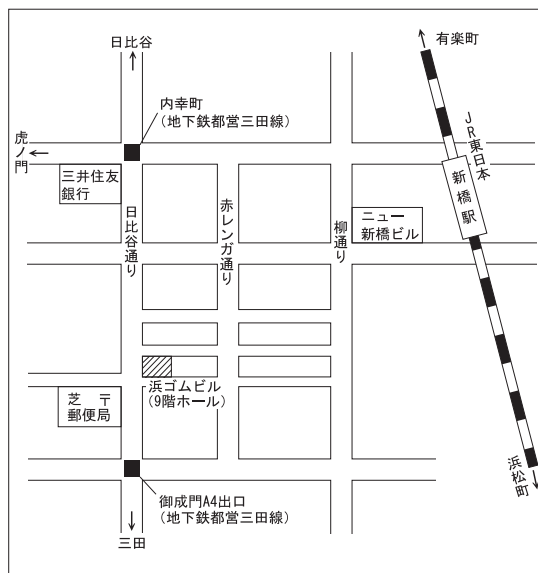 日比谷
有楽町
内幸町
(地下鉄都営三田線)
虎ノ門
JR東日本
新橋駅
三井住友
銀行
日比谷通り
赤レンガ通り
柳通り
ニュー
新橋ビル
浜ゴムビル
(9階ホール)
芝 〒
郵便局
浜松町
御成門A4出口
(地下鉄都営三田線)
三田